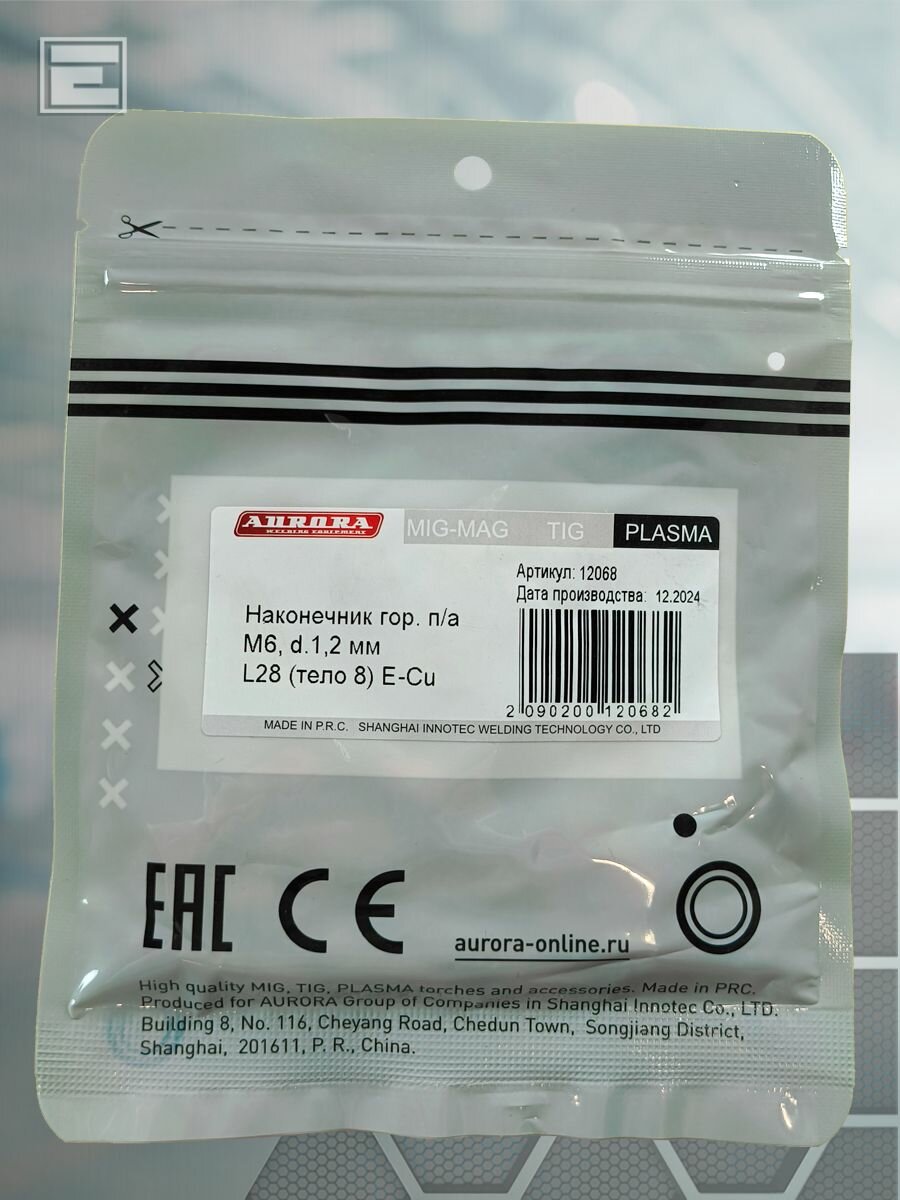 E
AURORA
WELDING EQUIPMENT
MIG-MAG TIG PLASMA
Артикул: 12068
Дата производства: 12.2024
Наконечник гор. п/а
M6, d.1,2 мм
L28 (тело 8) E-Cu
2 090200 120682
MADE IN P.R.C. SHANGHAI INNOTEC WELDING TECHNOLOGY CO., LTD
EAC CE
aurora-online.ru
High quality MIG, TIG, PLASMA torches and accessories. Made in PRC.
Produced for AURORA Group of Companies in Shanghai Innotec Co., LTD.
Building 8, No. 116, Cheyang Road, Chedun Town, Songjiang District,
Shanghai, 201611, P. R., China.